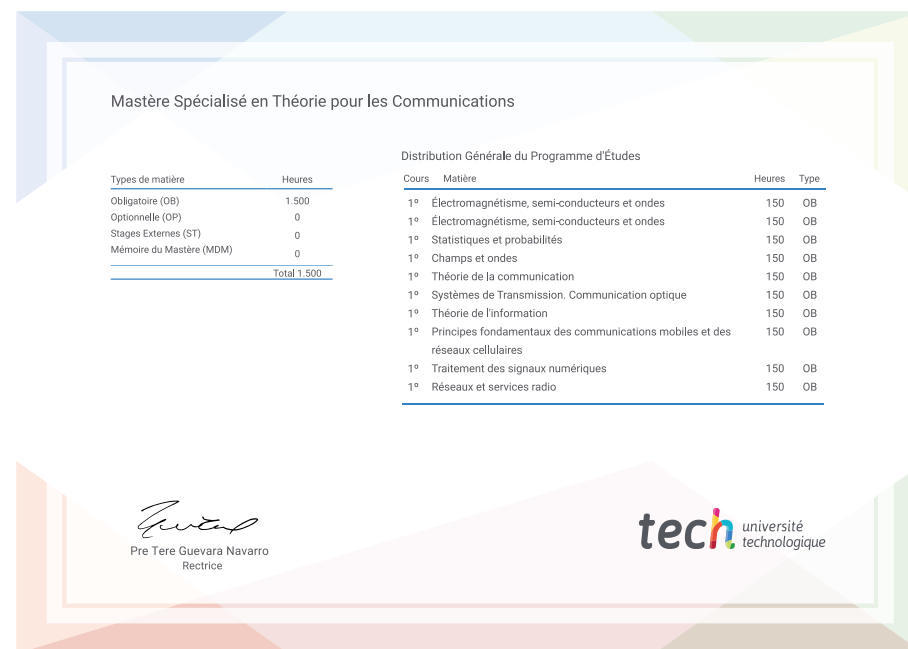 Mastère Spécialisé en Théorie pour les Communications
Types de matière Heures
Obligatoire (OB) 1.500
Optionnelle (OP) 0
Stages Externes (ST) 0
Mémoire du Mastère (MDM) 0
Total 1.500
Distribution Générale du Programme d'Études
Cours Matière Heures Type
1º Électromagnétisme, semi-conducteurs et ondes 150 OB
1º Électromagnétisme, semi-conducteurs et ondes 150 OB
1º Statistiques et probabilités 150 OB
1º Champs et ondes 150 OB
1º Théorie de la communication 150 OB
1º Systèmes de Transmission. Communication optique 150 OB
1º Théorie de l'information 150 OB
1º Principes fondamentaux des communications mobiles et des 150 OB
réseaux cellulaires
1º Traitement des signaux numériques 150 OB
1º Réseaux et services radio 150 OB
Pre Tere Guevara Navarro
Rectrice
tech université
technologique